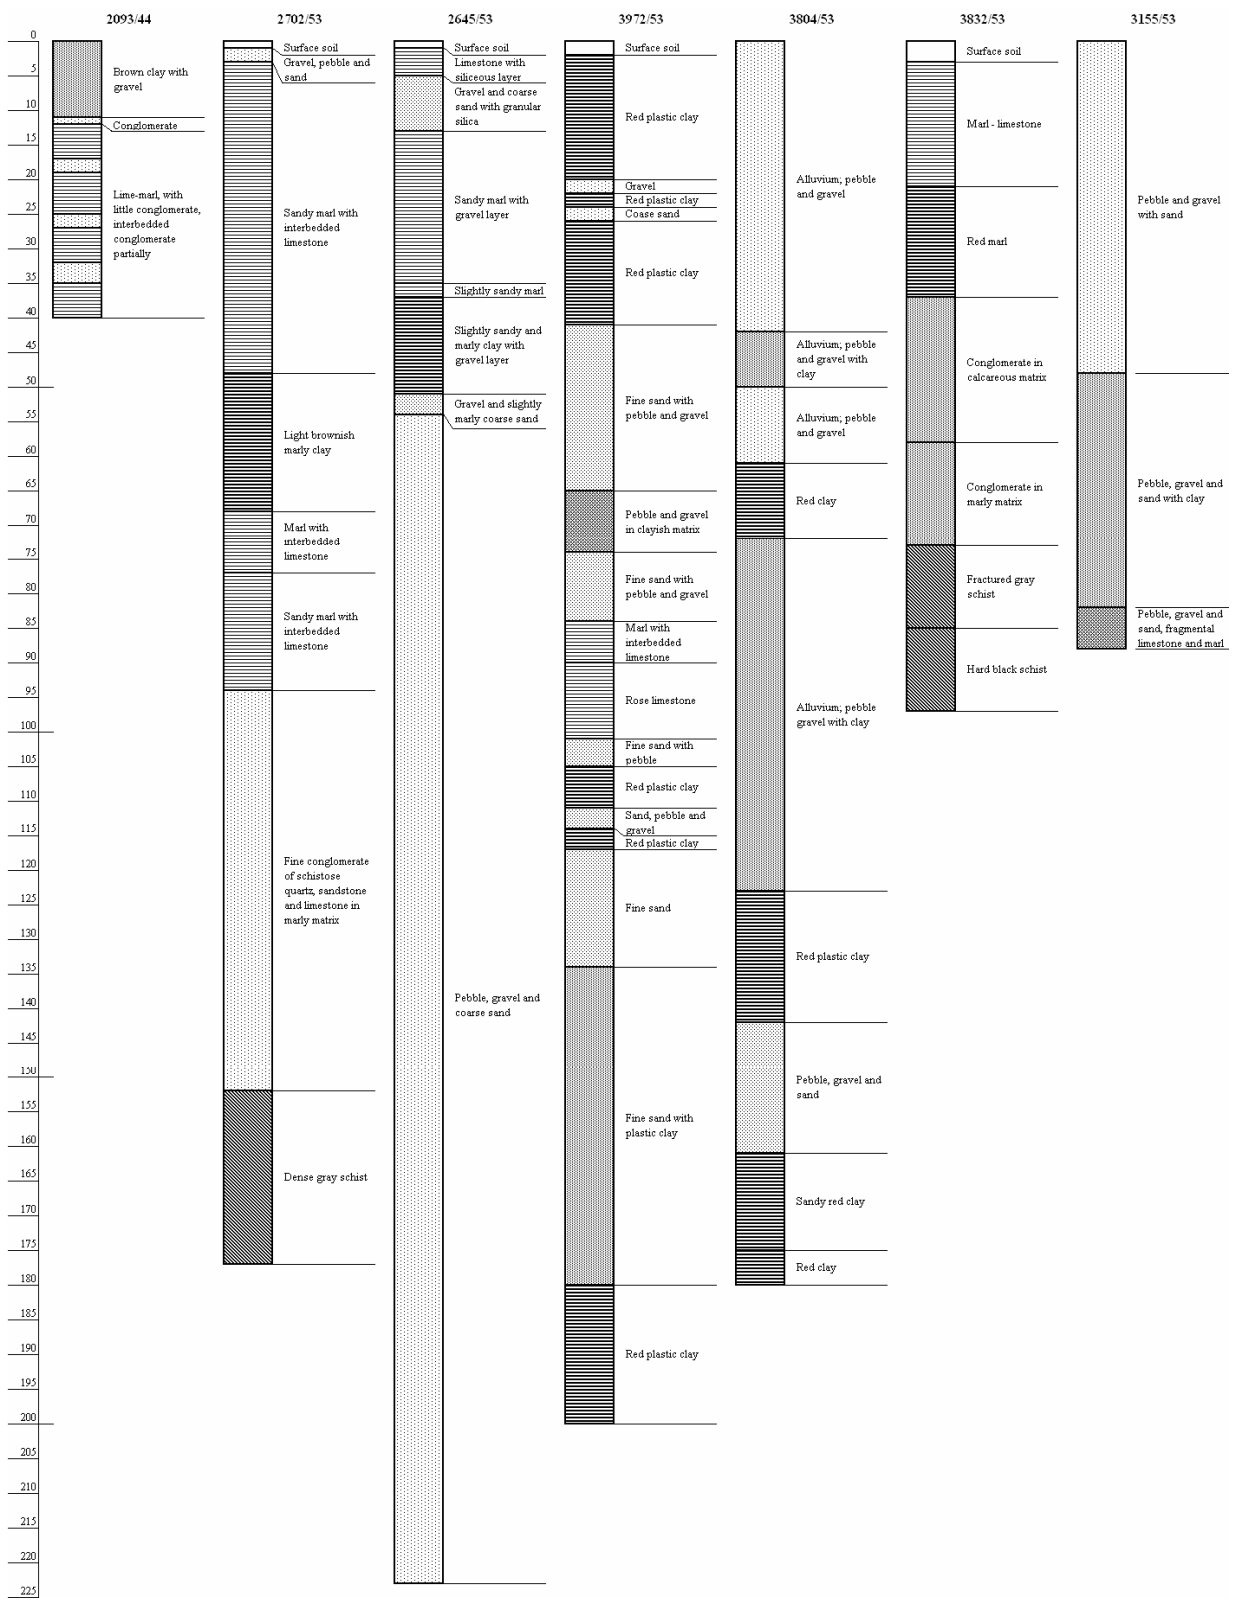 2093/44
2702/53
2645/53
3972/53
3804/53
3832/53
3155/53
0
5
10
15
20
25
30
35
40
45
50
55
60
65
70
75
80
85
90
95
100
105
110
115
120
125
130
135
140
145
150
155
160
165
170
175
180
185
190
195
200
205
210
215
220
225
Brown clay with
gravel
Conglomerate
Lime-marl, with
little conglomerate,
interbedded
conglomerate
partially
Surface soil
Gravel, pebble and
sand
Sandy marl with
interbedded
limestone
Light brownish
marly clay
Marl with
interbedded
limestone
Sandy marl with
interbedded
limestone
Fine conglomerate
of schistose
quartz, sandstone
and limestone in
marly matrix
Dense gray schist
Surface soil
Limestone with
siliceous layer
Gravel and coarse
sand with granular
silica
Sandy marl with
gravel layer
Slightly sandy marl
Slightly sandy and
marly clay with
gravel layer
Gravel and slightly
marly coarse sand
Pebble, gravel and
coarse sand
Surface soil
Red plastic clay
Gravel
Red plastic clay
Coase sand
Red plastic clay
Fine sand with
pebble and gravel
Pebble and gravel
in clayish matrix
Fine sand with
pebble and gravel
Marl with
interbedded
limestone
Rose limestone
Fine sand with
pebble
Red plastic clay
Sand, pebble and
gravel
Red plastic clay
Fine sand
Fine sand with
plastic clay
Red plastic clay
Alluvium; pebble
and gravel
Alluvium; pebble
and gravel with
clay
Alluvium; pebble
and gravel
Red clay
Alluvium; pebble
gravel with clay
Red plastic clay
Pebble, gravel and
sand
Sandy red clay
Red clay
Surface soil
Marl - limestone
Red marl
Conglomerate in
calcareous matrix
Conglomerate in
marly matrix
Fractured gray
schist
Hard black schist
Pebble and gravel
with sand
Pebble, gravel and
sand with clay
Pebble, gravel and
sand, fragmental
limestone and marl